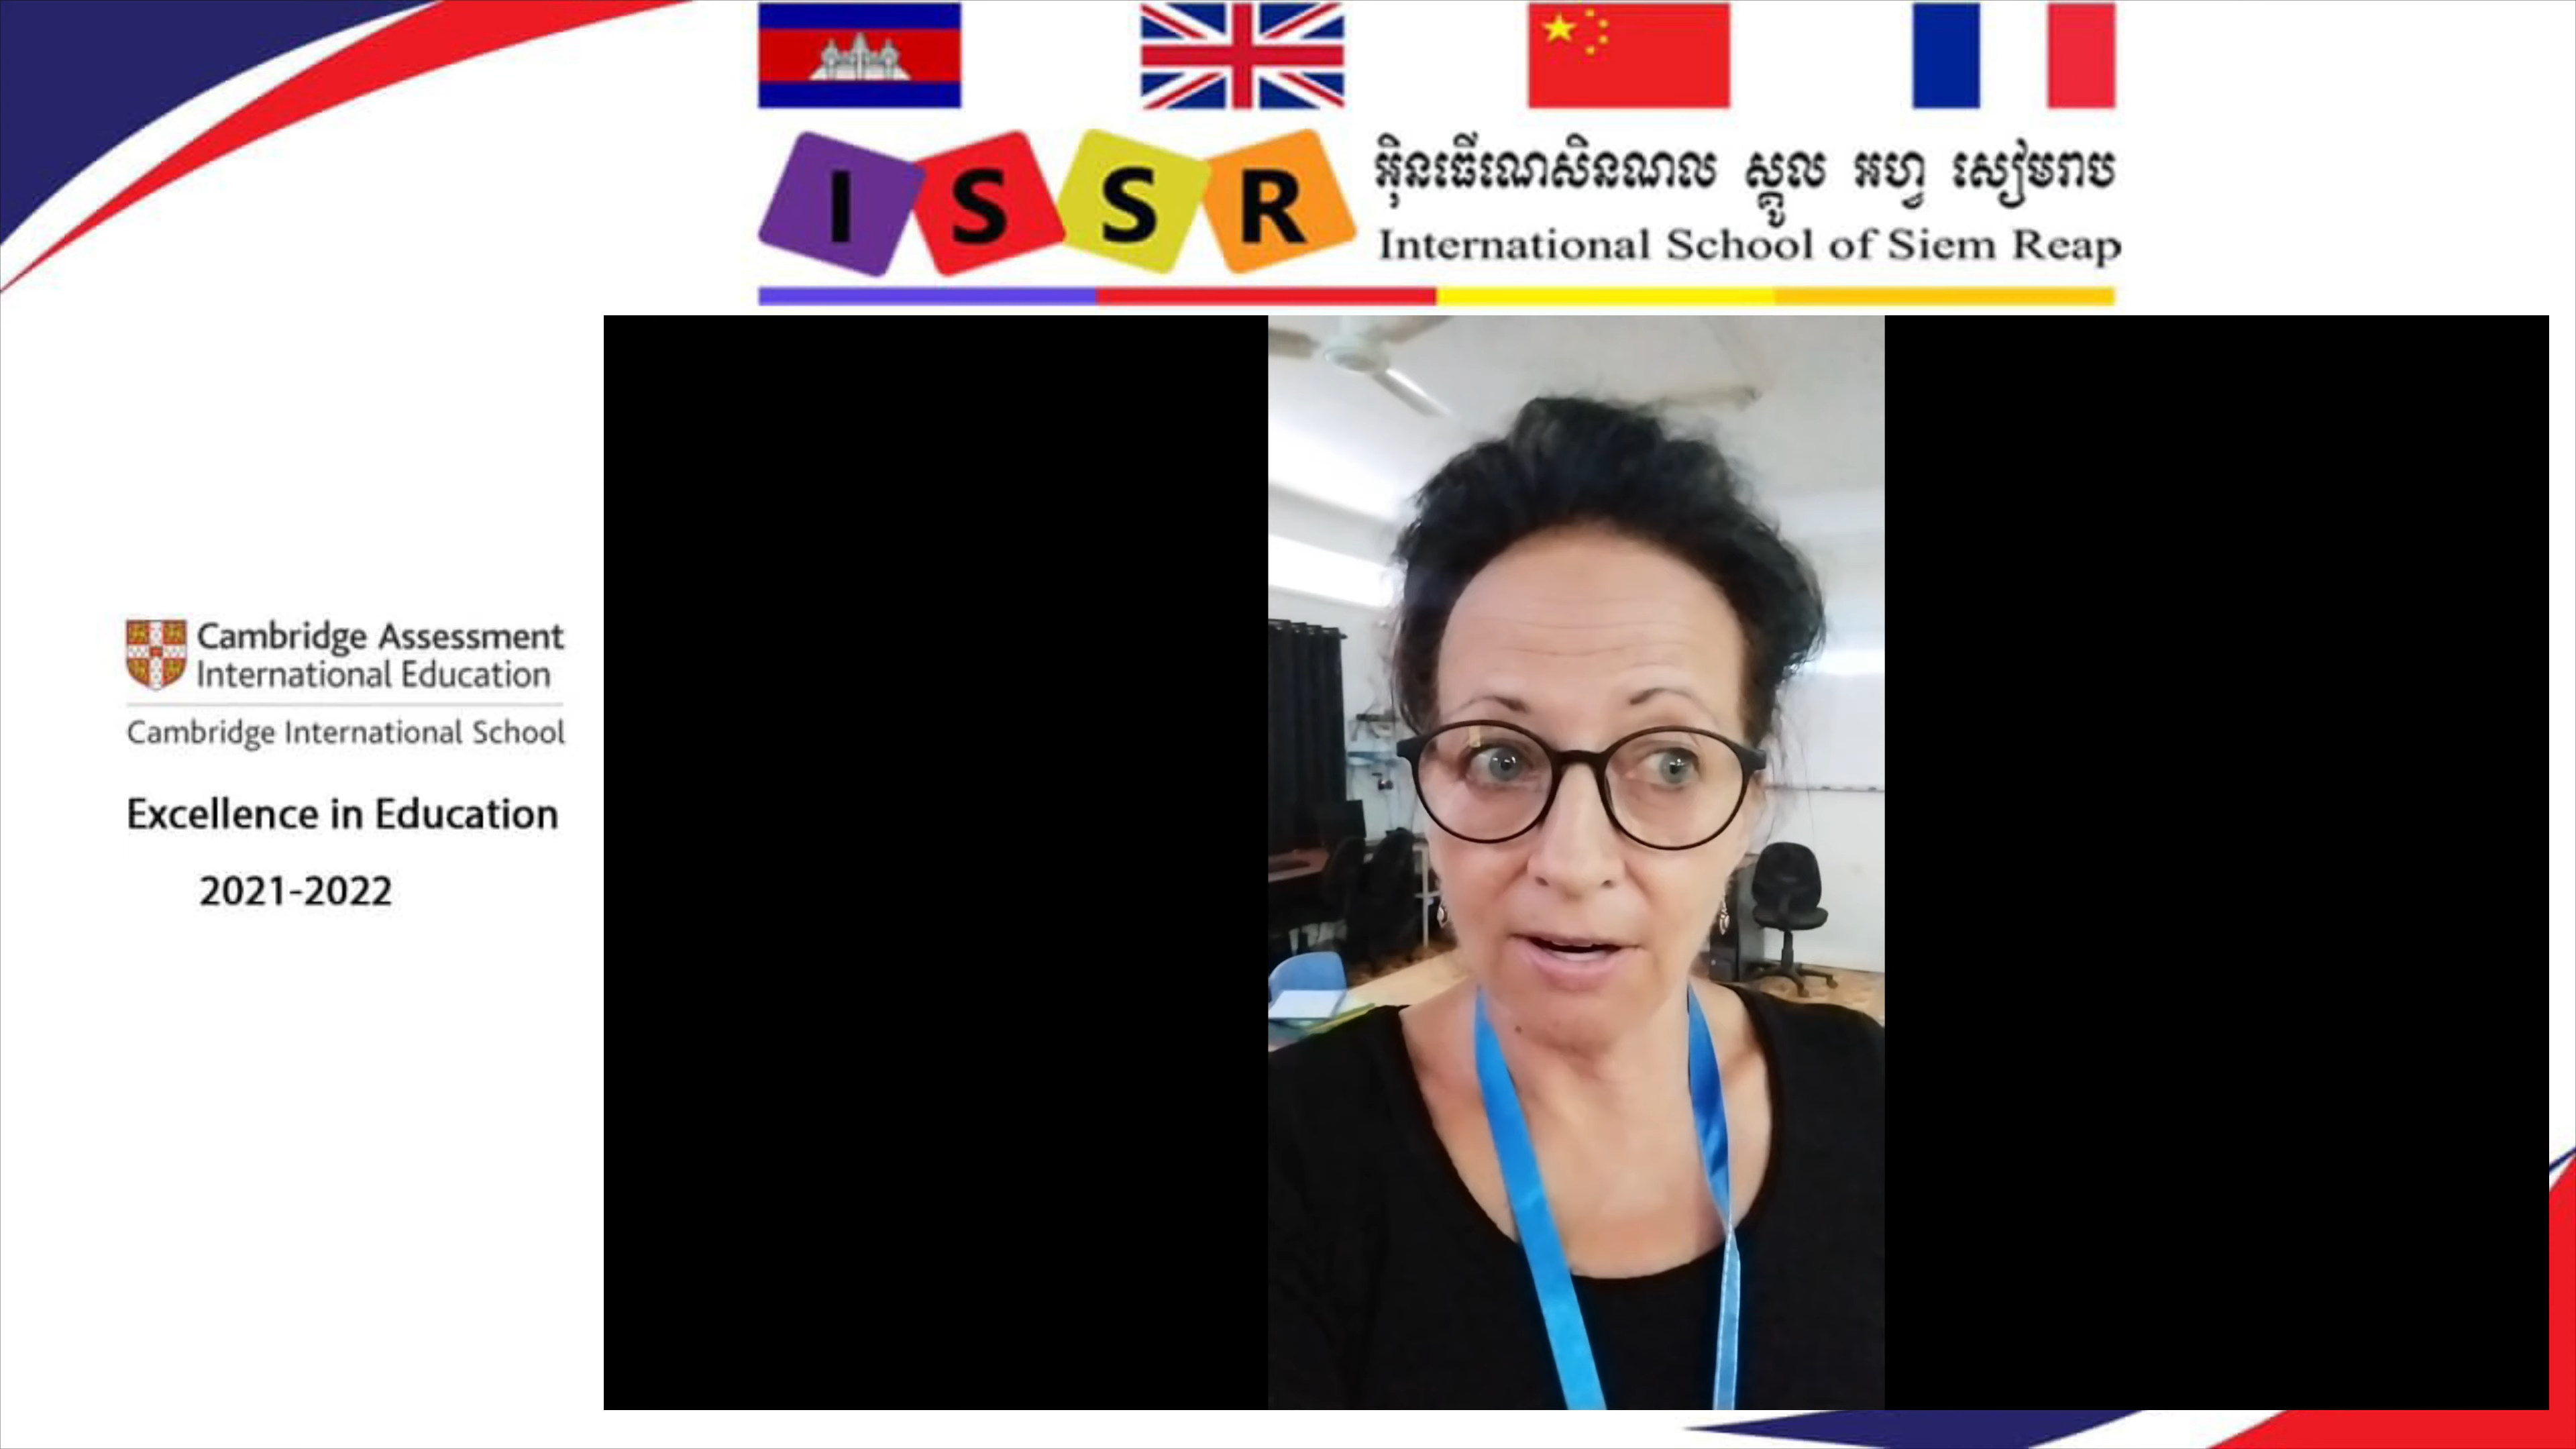 I S S R
អ៊ិនធើណេសិនណល ស្គូល អហ្វ សៀមរាប
International School of Siem Reap
Cambridge Assessment
International Education
Cambridge International School
Excellence in Education
2021-2022